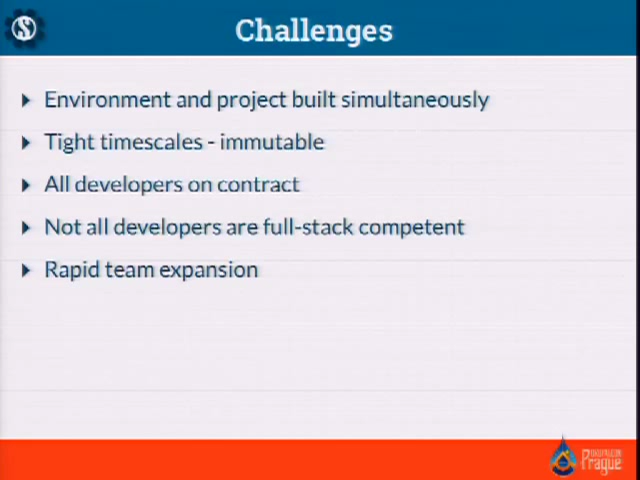 Challenges
Environment and project built simultaneously
Tight timescales - immutable
All developers on contract
Not all developers are full-stack competent
Rapid team expansion
Prague